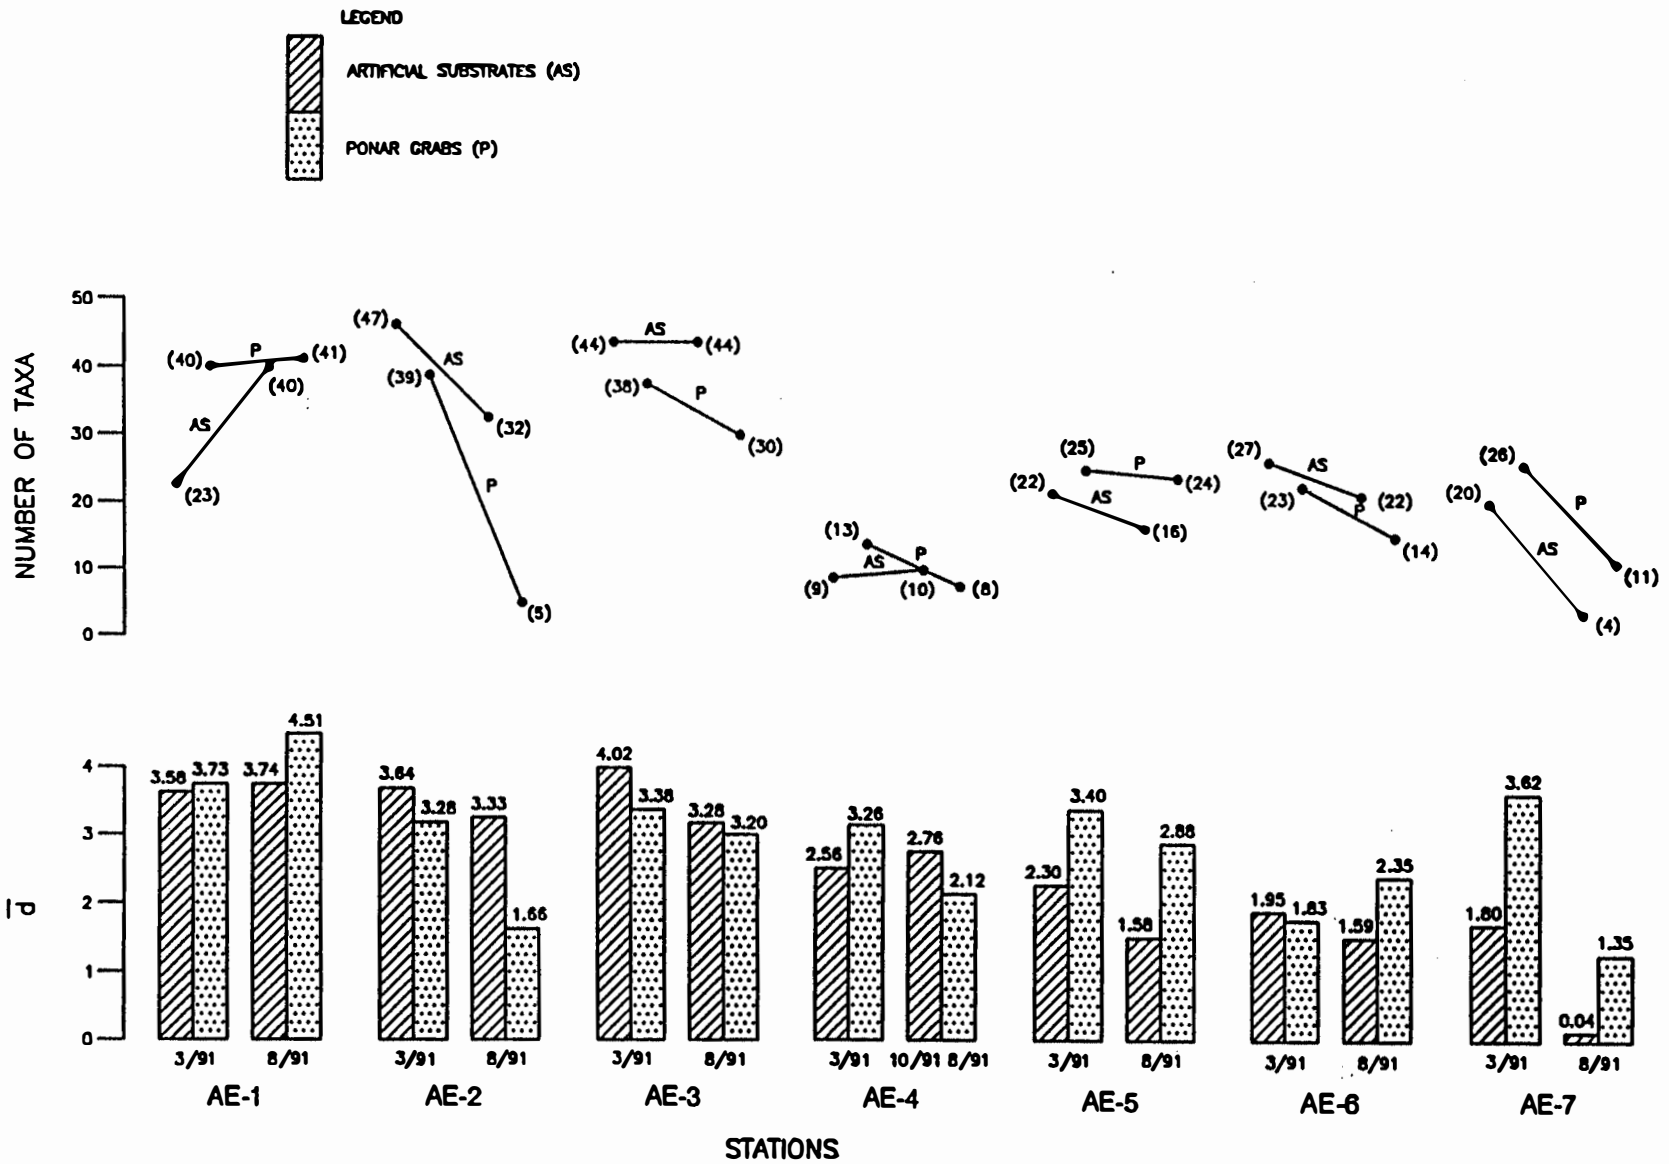 LEGEND
ARTIFICIAL SUBSTRATES (AS)
PONAR GRABS (P)
NUMBER OF TAXA
50
40
30
20
10
0
(40) P (41)
(40)
AS
(23)
(47)
AS
(39)
(32)
P
(5)
(44) AS (44)
(38) P
(30)
(13) P
AS
(9) (10) (8)
(25) P
(24)
(22) AS
(16)
(27) AS
(23) P (22)
(14)
(26)
P
(20)
AS
(11)
(4)
d
4
3
2
1
0
3.58 3.73 3.74 4.51
3.64 3.28 3.33 1.66
4.02 3.38 3.28 3.20
2.56 3.26 2.76 2.12
2.30 3.40 1.58 2.88
1.95 1.83 1.59 2.35
1.80 3.62 0.04 1.35
3/91 8/91 3/91 8/91 3/91 8/91 3/91 10/91 8/91 3/91 8/91 3/91 8/91 3/91 8/91
AE-1 AE-2 AE-3 AE-4 AE-5 AE-6 AE-7
STATIONS